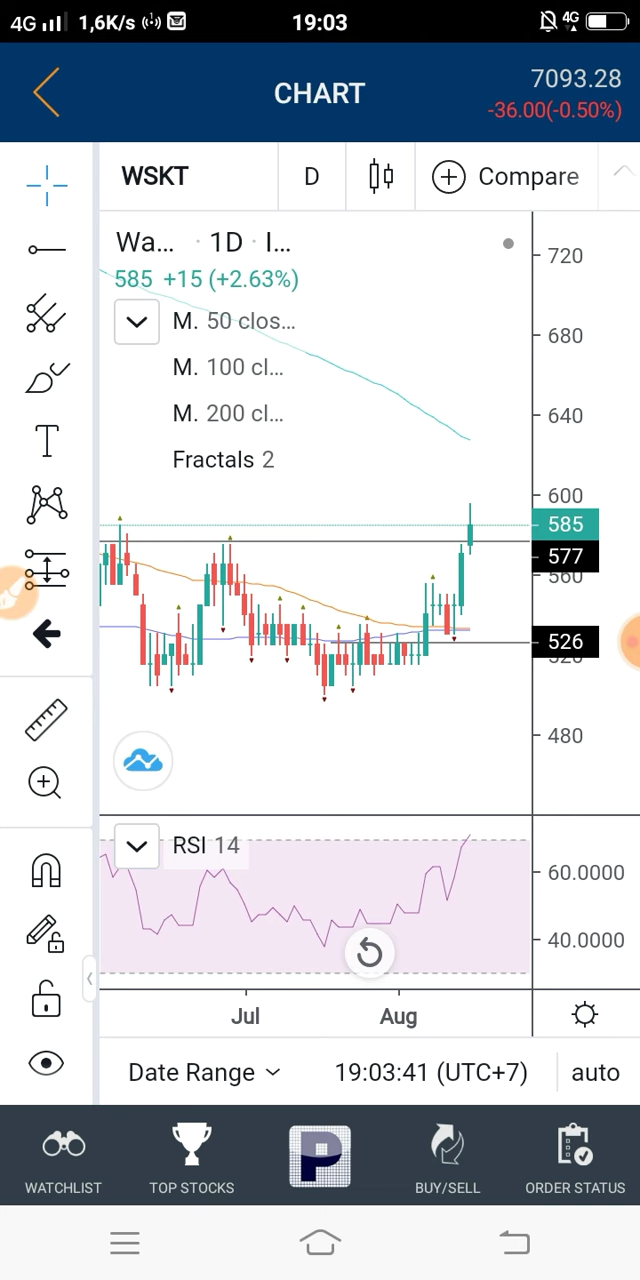 4G 1,6K/s 19:03 4G
CHART
7093.28
-36.00(-0.50%)
WSKT D Compare
Wa... · 1D · I...
585 +15 (+2.63%)
M. 50 clos...
M. 100 cl...
M. 200 cl...
Fractals 2
720
680
640
600
585
577
560
526
520
480
T
RSI 14
60.0000
40.0000
Jul Aug
Date Range 19:03:41 (UTC+7) auto
P
WATCHLIST TOP STOCKS BUY/SELL ORDER STATUS